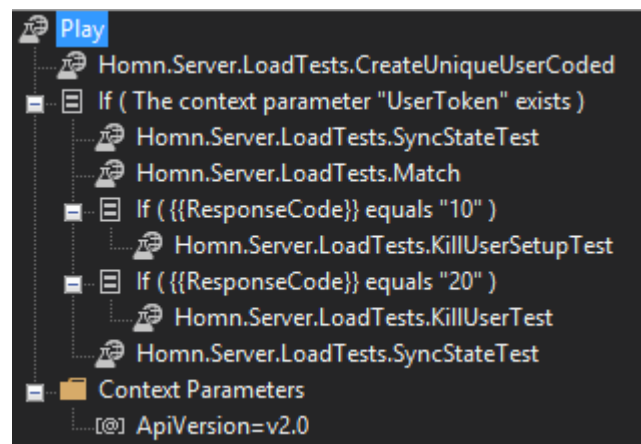 Play
Homn.Server.LoadTests.CreateUniqueUserCoded
If ( The context parameter "UserToken" exists )
Homn.Server.LoadTests.SyncStateTest
Homn.Server.LoadTests.Match
If ( {{ResponseCode}} equals "10" )
Homn.Server.LoadTests.KillUserSetupTest
If ( {{ResponseCode}} equals "20" )
Homn.Server.LoadTests.KillUserTest
Homn.Server.LoadTests.SyncStateTest
Context Parameters
[@] ApiVersion=v2.0